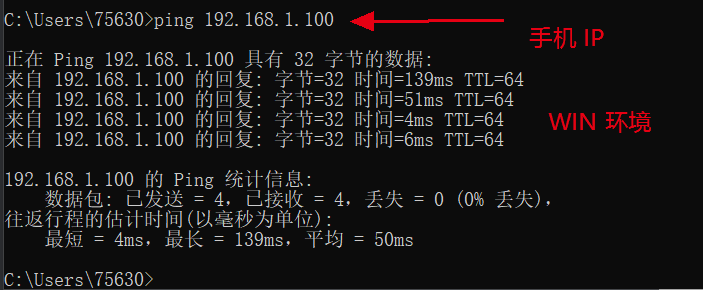 C:\Users\75630>ping 192.168.1.100
手机 IP
正在 Ping 192.168.1.100 具有 32 字节的数据:
来自 192.168.1.100 的回复: 字节=32 时间=139ms TTL=64
来自 192.168.1.100 的回复: 字节=32 时间=51ms TTL=64
来自 192.168.1.100 的回复: 字节=32 时间=4ms TTL=64
WIN 环境
来自 192.168.1.100 的回复: 字节=32 时间=6ms TTL=64
192.168.1.100 的 Ping 统计信息:
数据包: 已发送 = 4，已接收 = 4，丢失 = 0 (0% 丢失)，
往返行程的估计时间(以毫秒为单位):
最短 = 4ms，最长 = 139ms，平均 = 50ms
C:\Users\75630>